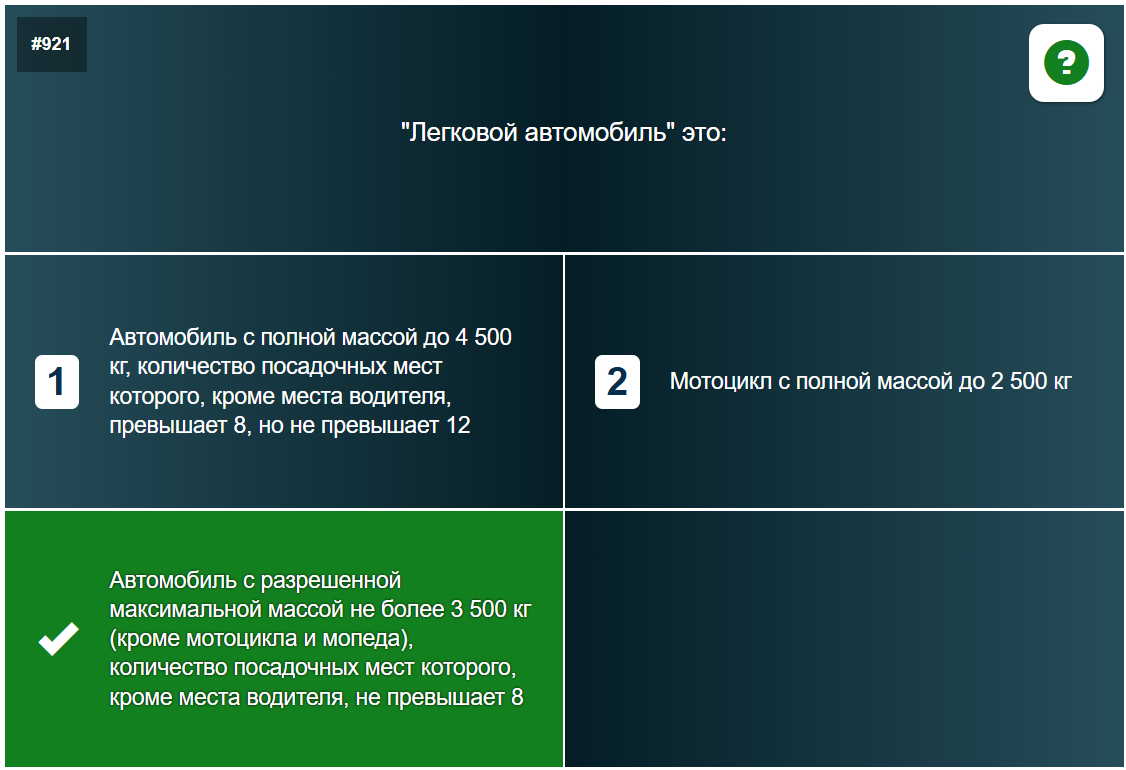 #921
?
"Легковой автомобиль" это:
1
Автомобиль с полной массой до 4 500
кг, количество посадочных мест
которого, кроме места водителя,
превышает 8, но не превышает 12
2
Мотоцикл с полной массой до 2 500 кг
Автомобиль с разрешенной
максимальной массой не более 3 500 кг
(кроме мотоцикла и мопеда),
количество посадочных мест которого,
кроме места водителя, не превышает 8